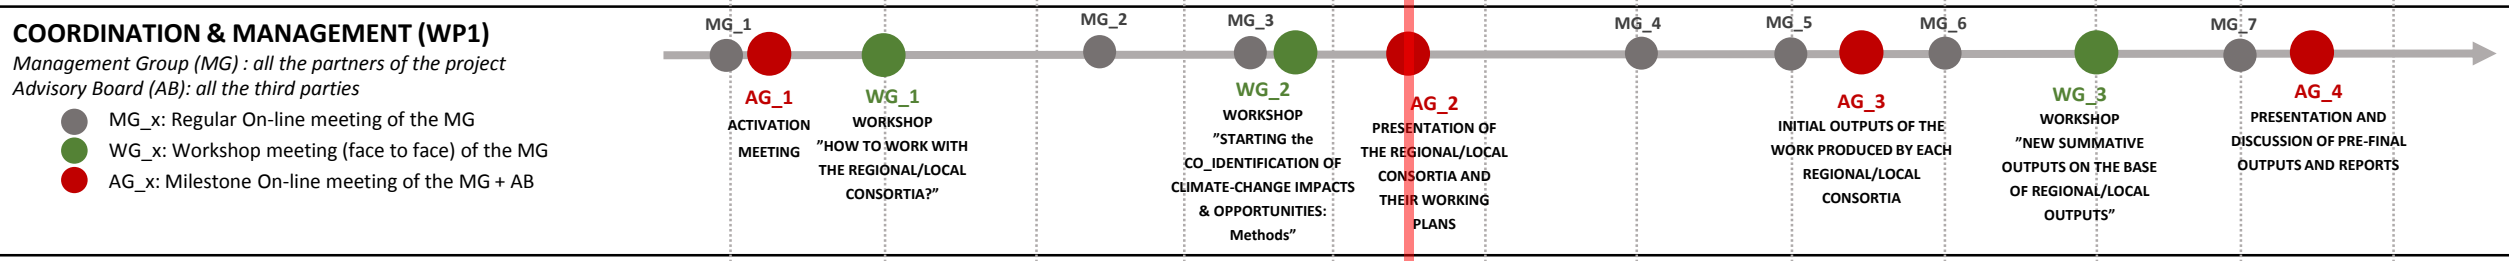 COORDINATION & MANAGEMENT (WP1)
Management Group (MG) : all the partners of the project
Advisory Board (AB): all the third parties
MG_x: Regular On-line meeting of the MG
WG_x: Workshop meeting (face to face) of the MG
AG_x: Milestone On-line meeting of the MG + AB
MG_1
AG_1
ACTIVATION
MEETING
WG_1
WORKSHOP
”HOW TO WORK WITH
THE REGIONAL/LOCAL
CONSORTIA?”
MG_2
MG_3
WG_2
WORKSHOP
”STARTING the
CO_IDENTIFICATION OF
CLIMATE-CHANGE IMPACTS
& OPPORTUNITIES:
Methods”
AG_2
PRESENTATION OF
THE REGIONAL/LOCAL
CONSORTIA AND
THEIR WORKING
PLANS
MG_4
MG_5
AG_3
INITIAL OUTPUTS OF THE
WORK PRODUCED BY EACH
REGIONAL/LOCAL
CONSORTIA
MG_6
WG_3
WORKSHOP
”NEW SUMMATIVE
OUTPUTS ON THE BASE
OF REGIONAL/LOCAL
OUTPUTS”
MG_7
AG_4
PRESENTATION AND
DISCUSSION OF PRE-FINAL
OUTPUTS AND REPORTS